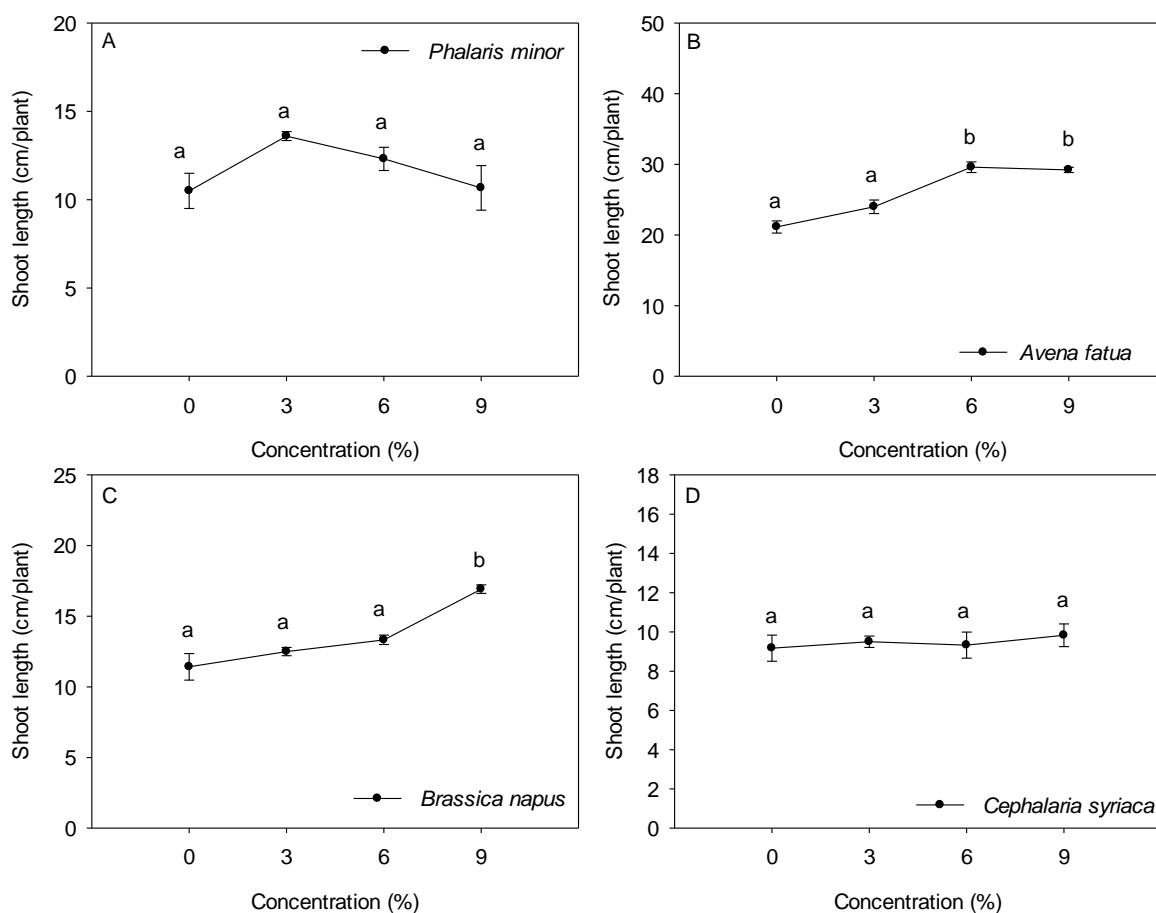 A
Phalaris minor
20
15
10
5
0
a
a
a
a
0 3 6 9
Concentration (%)
Shoot length (cm/plant)
B
Avena fatua
50
40
30
20
10
0
a
a
b
b
0 3 6 9
Concentration (%)
Shoot length (cm/plant)
C
Brassica napus
25
20
15
10
5
0
a
a
a
b
0 3 6 9
Concentration (%)
Shoot length (cm/plant)
D
Cephalaria syriaca
18
16
14
12
10
8
6
4
2
0
a
a
a
a
0 3 6 9
Concentration (%)
Shoot length (cm/plant)